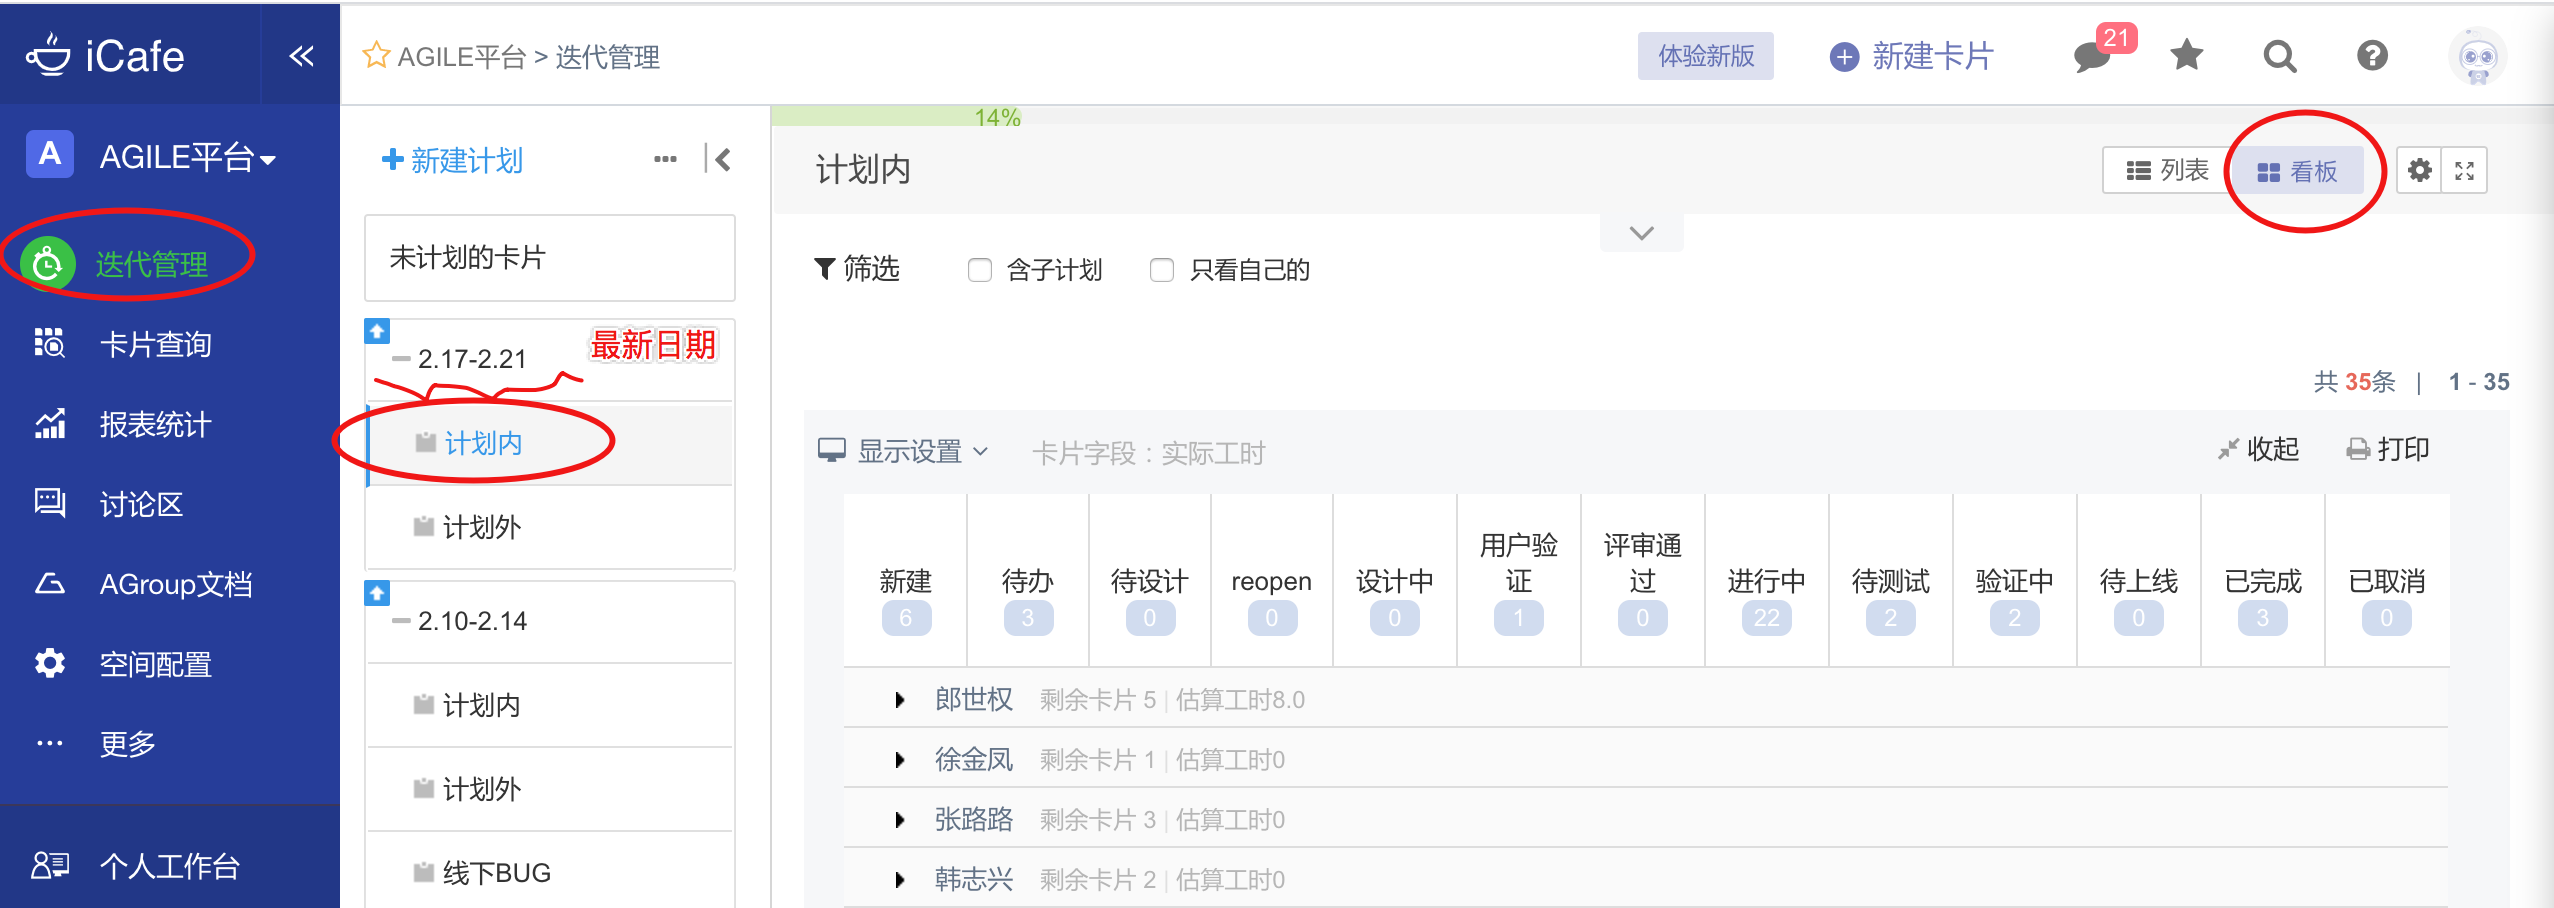 iCafe
AGILE平台 > 迭代管理
体验新版
新建卡片
21
A
AGILE平台
迭代管理
卡片查询
报表统计
讨论区
AGroup文档
空间配置
更多
个人工作台
新建计划
未计划的卡片
2.17-2.21
最新日期
计划内
计划外
2.10-2.14
计划内
计划外
线下BUG
14%
计划内
列表
看板
筛选
含子计划
只看自己的
共 35条 | 1 - 35
显示设置
卡片字段：实际工时
收起
打印
新建
6
待办
3
待设计
0
reopen
0
设计中
0
用户验
证
1
评审通
过
0
进行中
22
待测试
2
验证中
2
待上线
0
已完成
3
已取消
0
郎世权 剩余卡片 5 | 估算工时8.0
徐金凤 剩余卡片 1 | 估算工时0
张路路 剩余卡片 3 | 估算工时0
韩志兴 剩余卡片 2 | 估算工时0